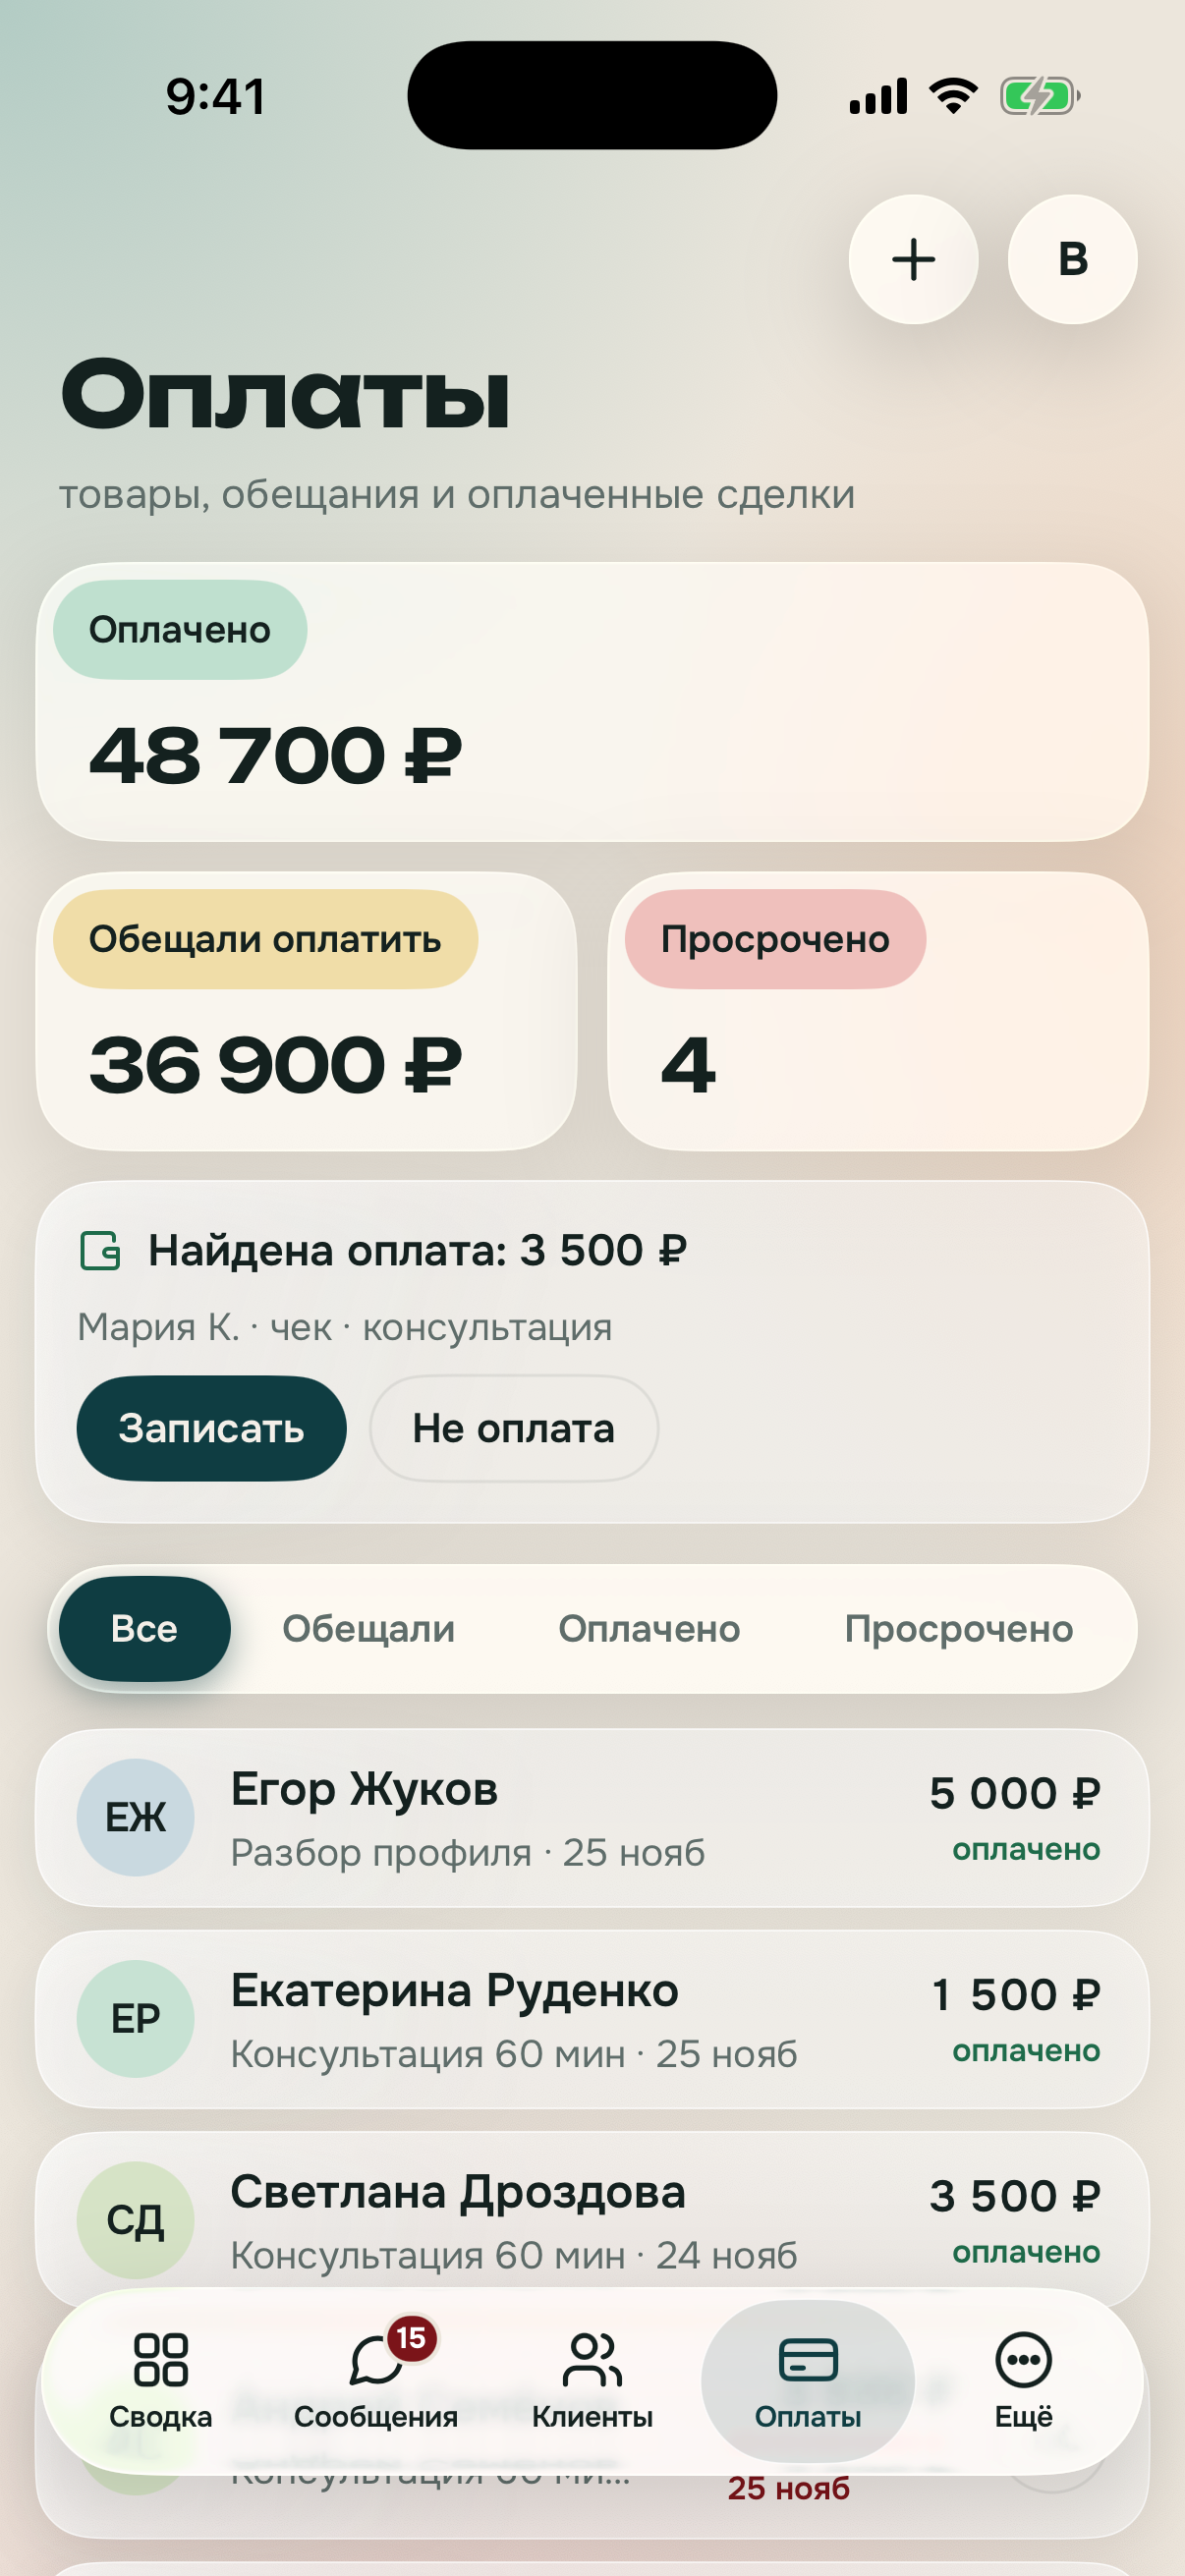 9:41
B
Оплаты
товары, обещания и оплаченные сделки
Оплачено
48 700 ₽
Обещали оплатить
36 900 ₽
Просрочено
4
Найдена оплата: 3 500 ₽
Мария К. · чек · консультация
Записать
Не оплата
Все
Обещали
Оплачено
Просрочено
ЕЖ
Егор Жуков
Разбор профиля · 25 нояб
5 000 ₽
оплачено
ЕР
Екатерина Руденко
Консультация 60 мин · 25 нояб
1 500 ₽
оплачено
СД
Светлана Дроздова
Консультация 60 мин · 24 нояб
3 500 ₽
оплачено
15
Сводка
Сообщения
Клиенты
Оплаты
Ещё
Консультация 60 ми...
25 нояб